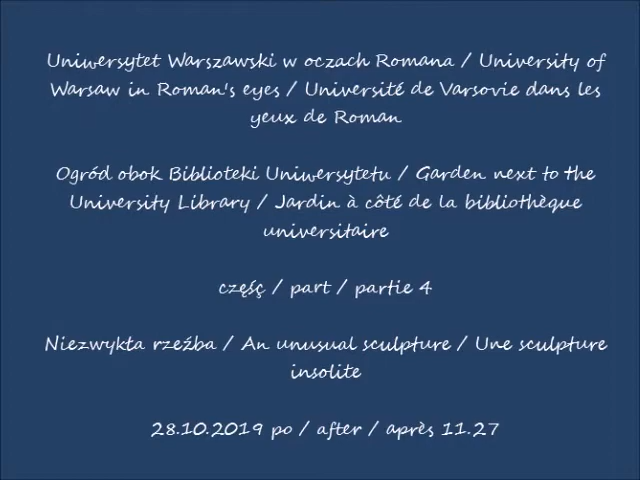 Uniwersytet Warszawski w oczach Romana / University of
Warsaw in Roman's eyes / Université de Varsovie dans les
yeux de Roman
Ogród obok Biblioteki Uniwersytetu / Garden next to the
University Library / Jardin à côté de la bibliothèque
universitaire
częśç / part / partie 4
Niezwykła rzeźba / An unusual sculpture / Une sculpture
insolite
28.10.2019 po / after / après 11.27